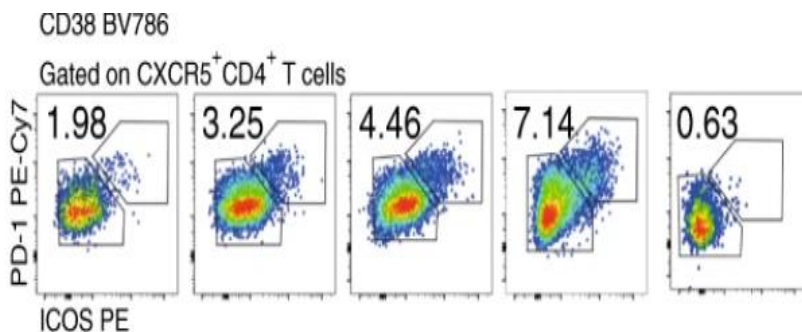 CD38 BV786
Gated on CXCR5+CD4+ T cells
1.98 3.25 4.46 7.14 0.63
PD-1 PE-Cy7
ICOS PE